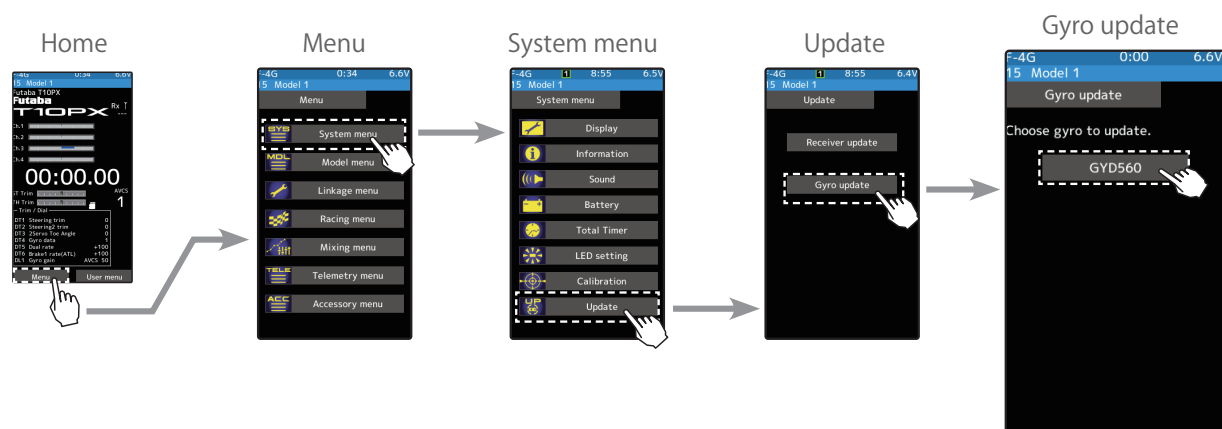 Home
F-4G 0:34 6.6V
15 Model 1
Futaba T10PX
Futaba
T10PX
Rx
---
Ch.1
Ch.2
Ch.3
Ch.4
00:00.00
ST Trim
AVCS
TH Trim
1
Trim / Dial
DT1 Steering trim 0
DT2 Steering2 trim 0
DT3 2Servo Toe Angle 0
DT4 Gyro data 1
DT5 Dual rate +100
DT6 Brake1 rate(ATL) +100
DL1 Gyro gain AVCS 50
Menu User menu
Menu
F-4G 0:34 6.6V
15 Model 1
Menu
SYS System menu
MDL Model menu
Linkage menu
Racing menu
Mixing menu
TELE Telemetry menu
ACC Accessory menu
System menu
F-4G 1 8:55 6.5V
15 Model 1
System menu
Display
Information
Sound
Battery
Total Timer
LED setting
Calibration
UP Update
Update
F-4G 1 8:55 6.4V
15 Model 1
Update
Receiver update
Gyro update
Gyro update
F-4G 0:00 6.6V
15 Model 1
Gyro update
Choose gyro to update.
GYD560